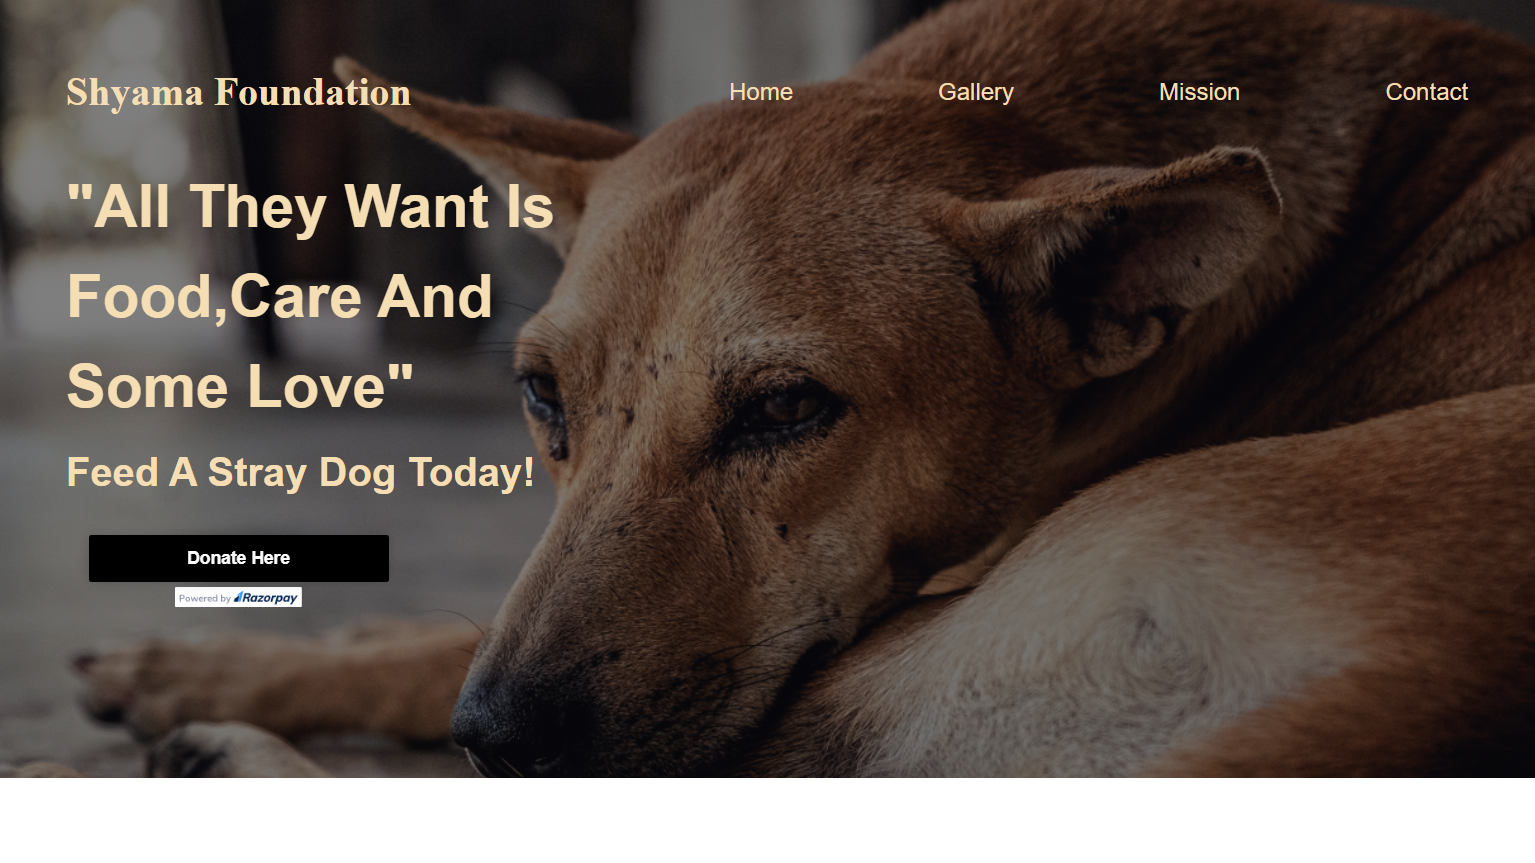 Shyama Foundation
Home
Gallery
Mission
Contact
"All They Want Is
Food,Care And
Some Love"
Feed A Stray Dog Today!
Donate Here
Powered by Razorpay